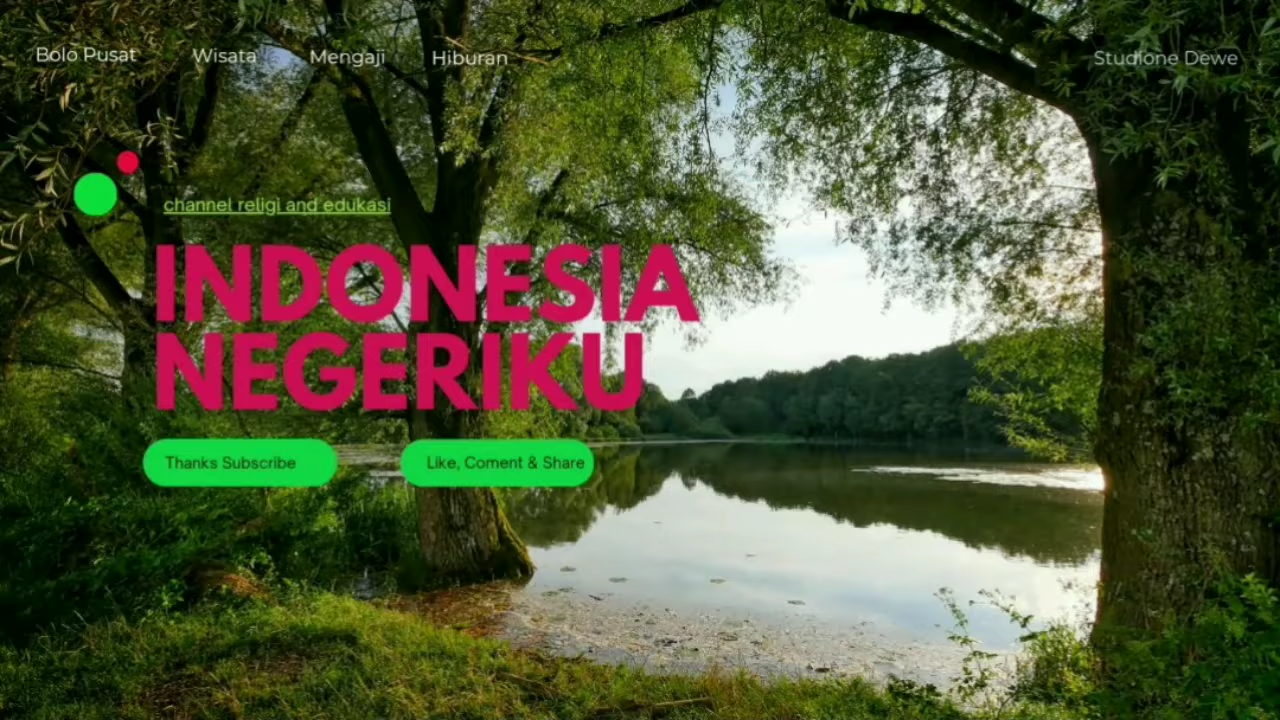 Bolo Pusat
Wisata
Mengaji
Hiburan
Studione Dewe
channel religi and edukasi
INDONESIA
NEGERIKU
Thanks Subscribe
Like, Coment & Share